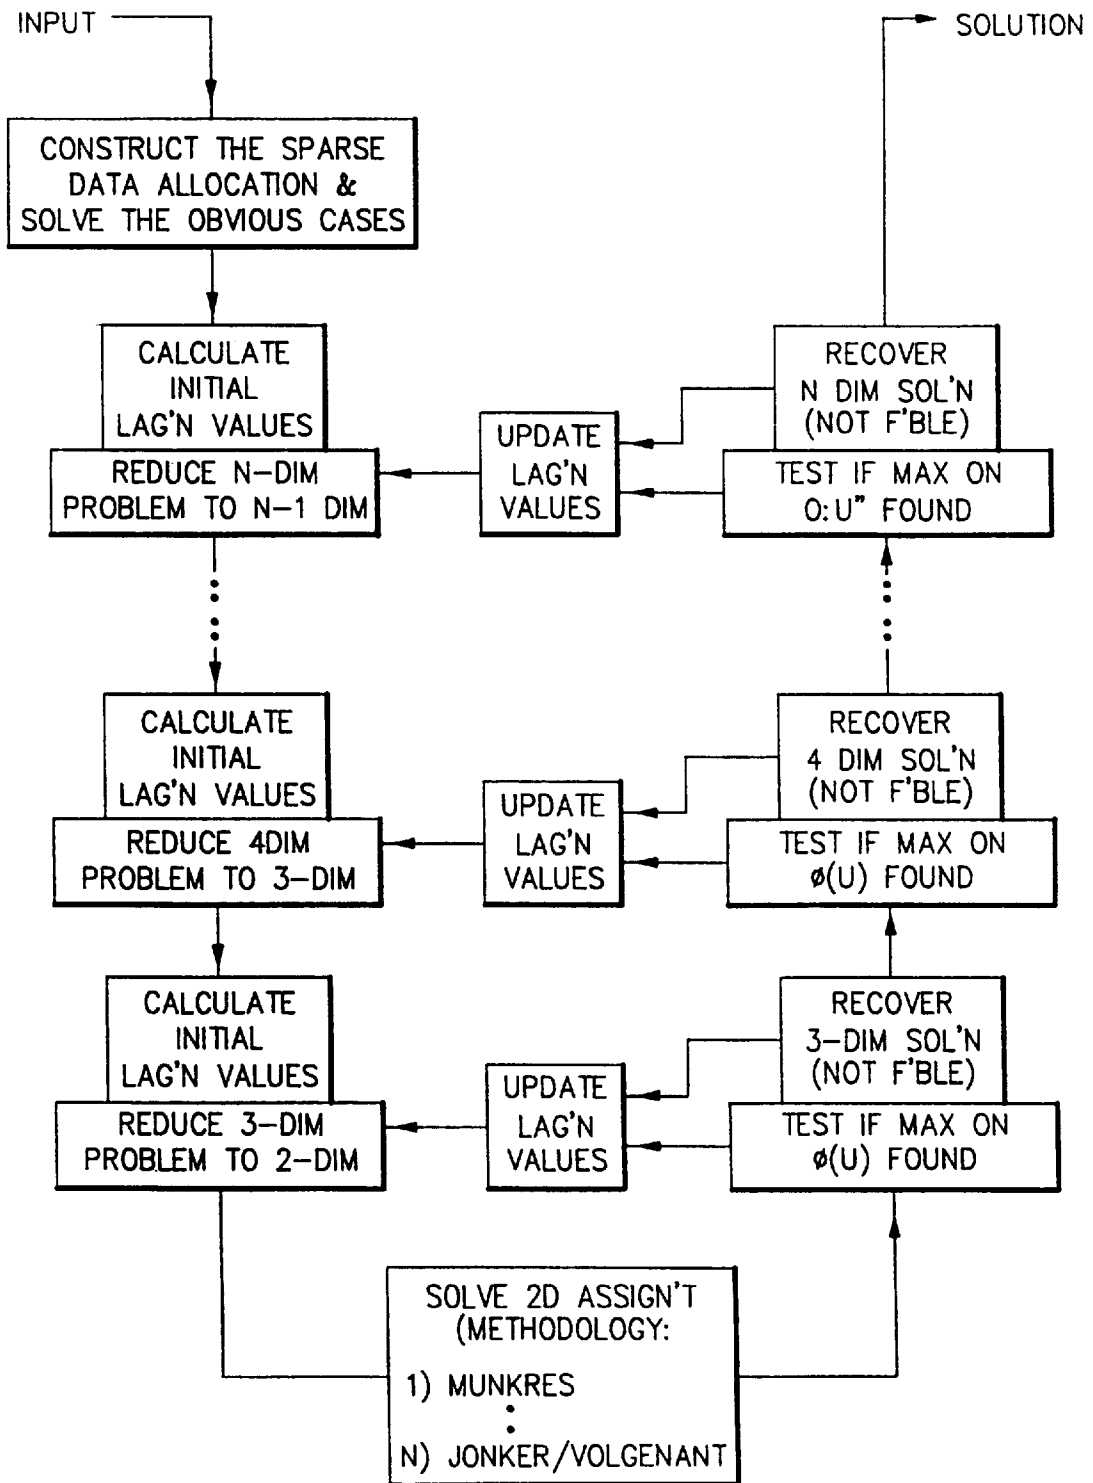 INPUT
SOLUTION
CONSTRUCT THE SPARSE
DATA ALLOCATION &
SOLVE THE OBVIOUS CASES
CALCULATE
INITIAL
LAG'N VALUES
REDUCE N-DIM
PROBLEM TO N-1 DIM
UPDATE
LAG'N
VALUES
RECOVER
N DIM SOL'N
(NOT F'BLE)
TEST IF MAX ON
O:U" FOUND
CALCULATE
INITIAL
LAG'N VALUES
REDUCE 4DIM
PROBLEM TO 3-DIM
UPDATE
LAG'N
VALUES
RECOVER
4 DIM SOL'N
(NOT F'BLE)
TEST IF MAX ON
ø(U) FOUND
CALCULATE
INITIAL
LAG'N VALUES
REDUCE 3-DIM
PROBLEM TO 2-DIM
UPDATE
LAG'N
VALUES
RECOVER
3-DIM SOL'N
(NOT F'BLE)
TEST IF MAX ON
ø(U) FOUND
SOLVE 2D ASSIGN'T
(METHODOLOGY:
1) MUNKRES
N) JONKER/VOLGENANT